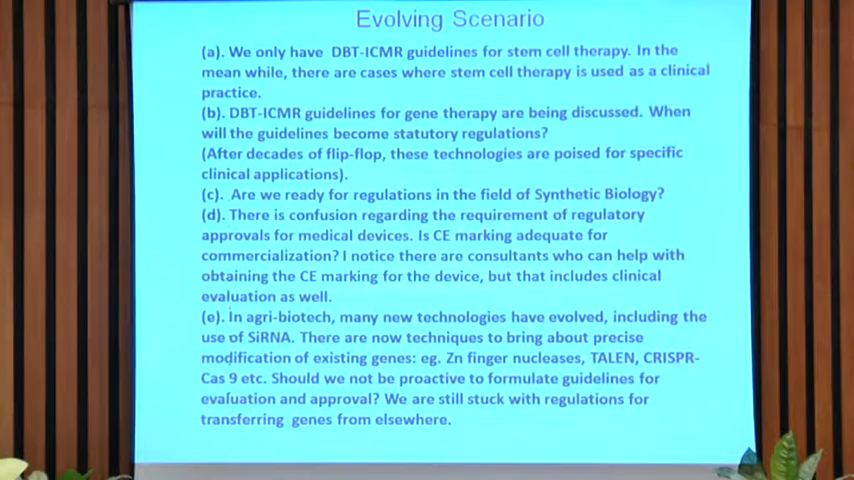 Evolving Scenario
(a). We only have DBT-ICMR guidelines for stem cell therapy. In the
mean while, there are cases where stem cell therapy is used as a clinical
practice.
(b). DBT-ICMR guidelines for gene therapy are being discussed. When
will the guidelines become statutory regulations?
(After decades of flip-flop, these technologies are poised for specific
clinical applications).
(c). Are we ready for regulations in the field of Synthetic Biology?
(d). There is confusion regarding the requirement of regulatory
approvals for medical devices. Is CE marking adequate for
commercialization? I notice there are consultants who can help with
obtaining the CE marking for the device, but that includes clinical
evaluation as well.
(e). In agri-biotech, many new technologies have evolved, including the
use of SiRNA. There are now techniques to bring about precise
modification of existing genes: eg. Zn finger nucleases, TALEN, CRISPR-
Cas 9 etc. Should we not be proactive to formulate guidelines for
evaluation and approval? We are still stuck with regulations for
transferring genes from elsewhere.